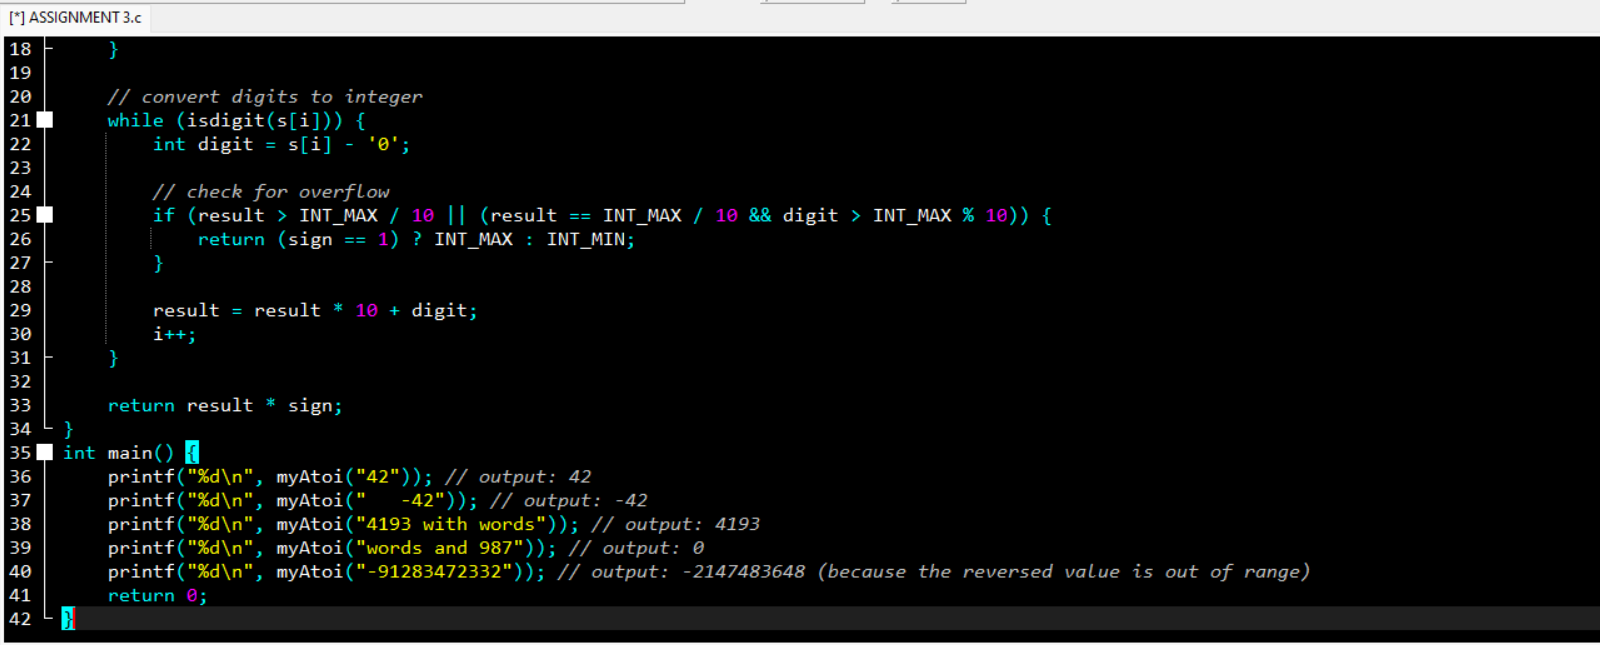 [*] ASSIGNMENT 3.c
18     }
19
20     // convert digits to integer
21     while (isdigit(s[i])) {
22         int digit = s[i] - '0';
23
24         // check for overflow
25         if (result > INT_MAX / 10 || (result == INT_MAX / 10 && digit > INT_MAX % 10)) {
26             return (sign == 1) ? INT_MAX : INT_MIN;
27         }
28
29         result = result * 10 + digit;
30         i++;
31     }
32
33     return result * sign;
34 }
35 int main() {
36     printf("%d\n", myAtoi("42")); // output: 42
37     printf("%d\n", myAtoi("   -42")); // output: -42
38     printf("%d\n", myAtoi("4193 with words")); // output: 4193
39     printf("%d\n", myAtoi("words and 987")); // output: 0
40     printf("%d\n", myAtoi("-91283472332")); // output: -2147483648 (because the reversed value is out of range)
41     return 0;
42 }